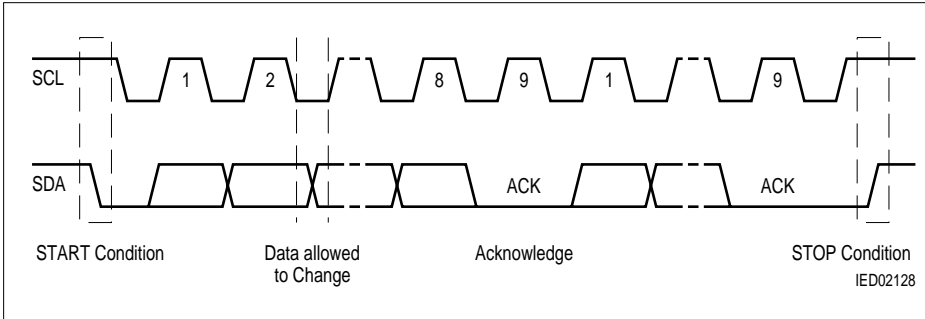 SCL 1 2 8 9 1 9
SDA ACK ACK
START Condition Data allowed Acknowledge STOP Condition
to Change
IED02128